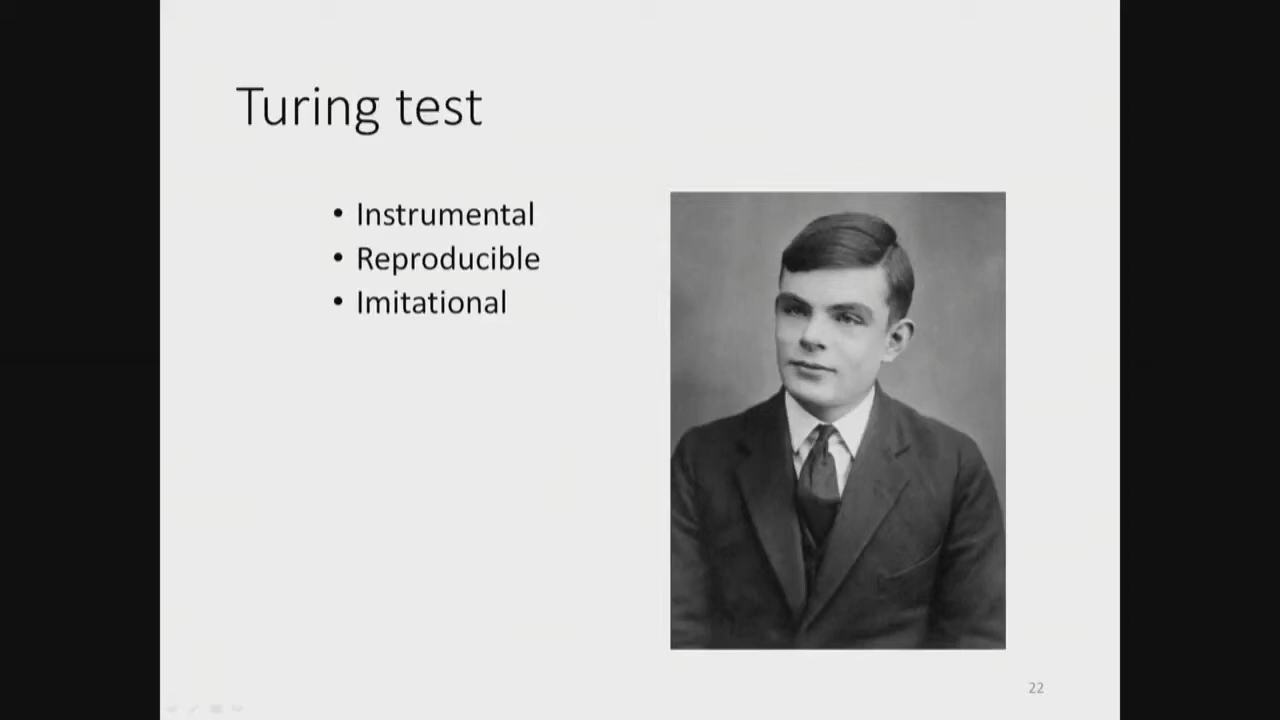 Turing test
• Instrumental
• Reproducible
• Imitational
22